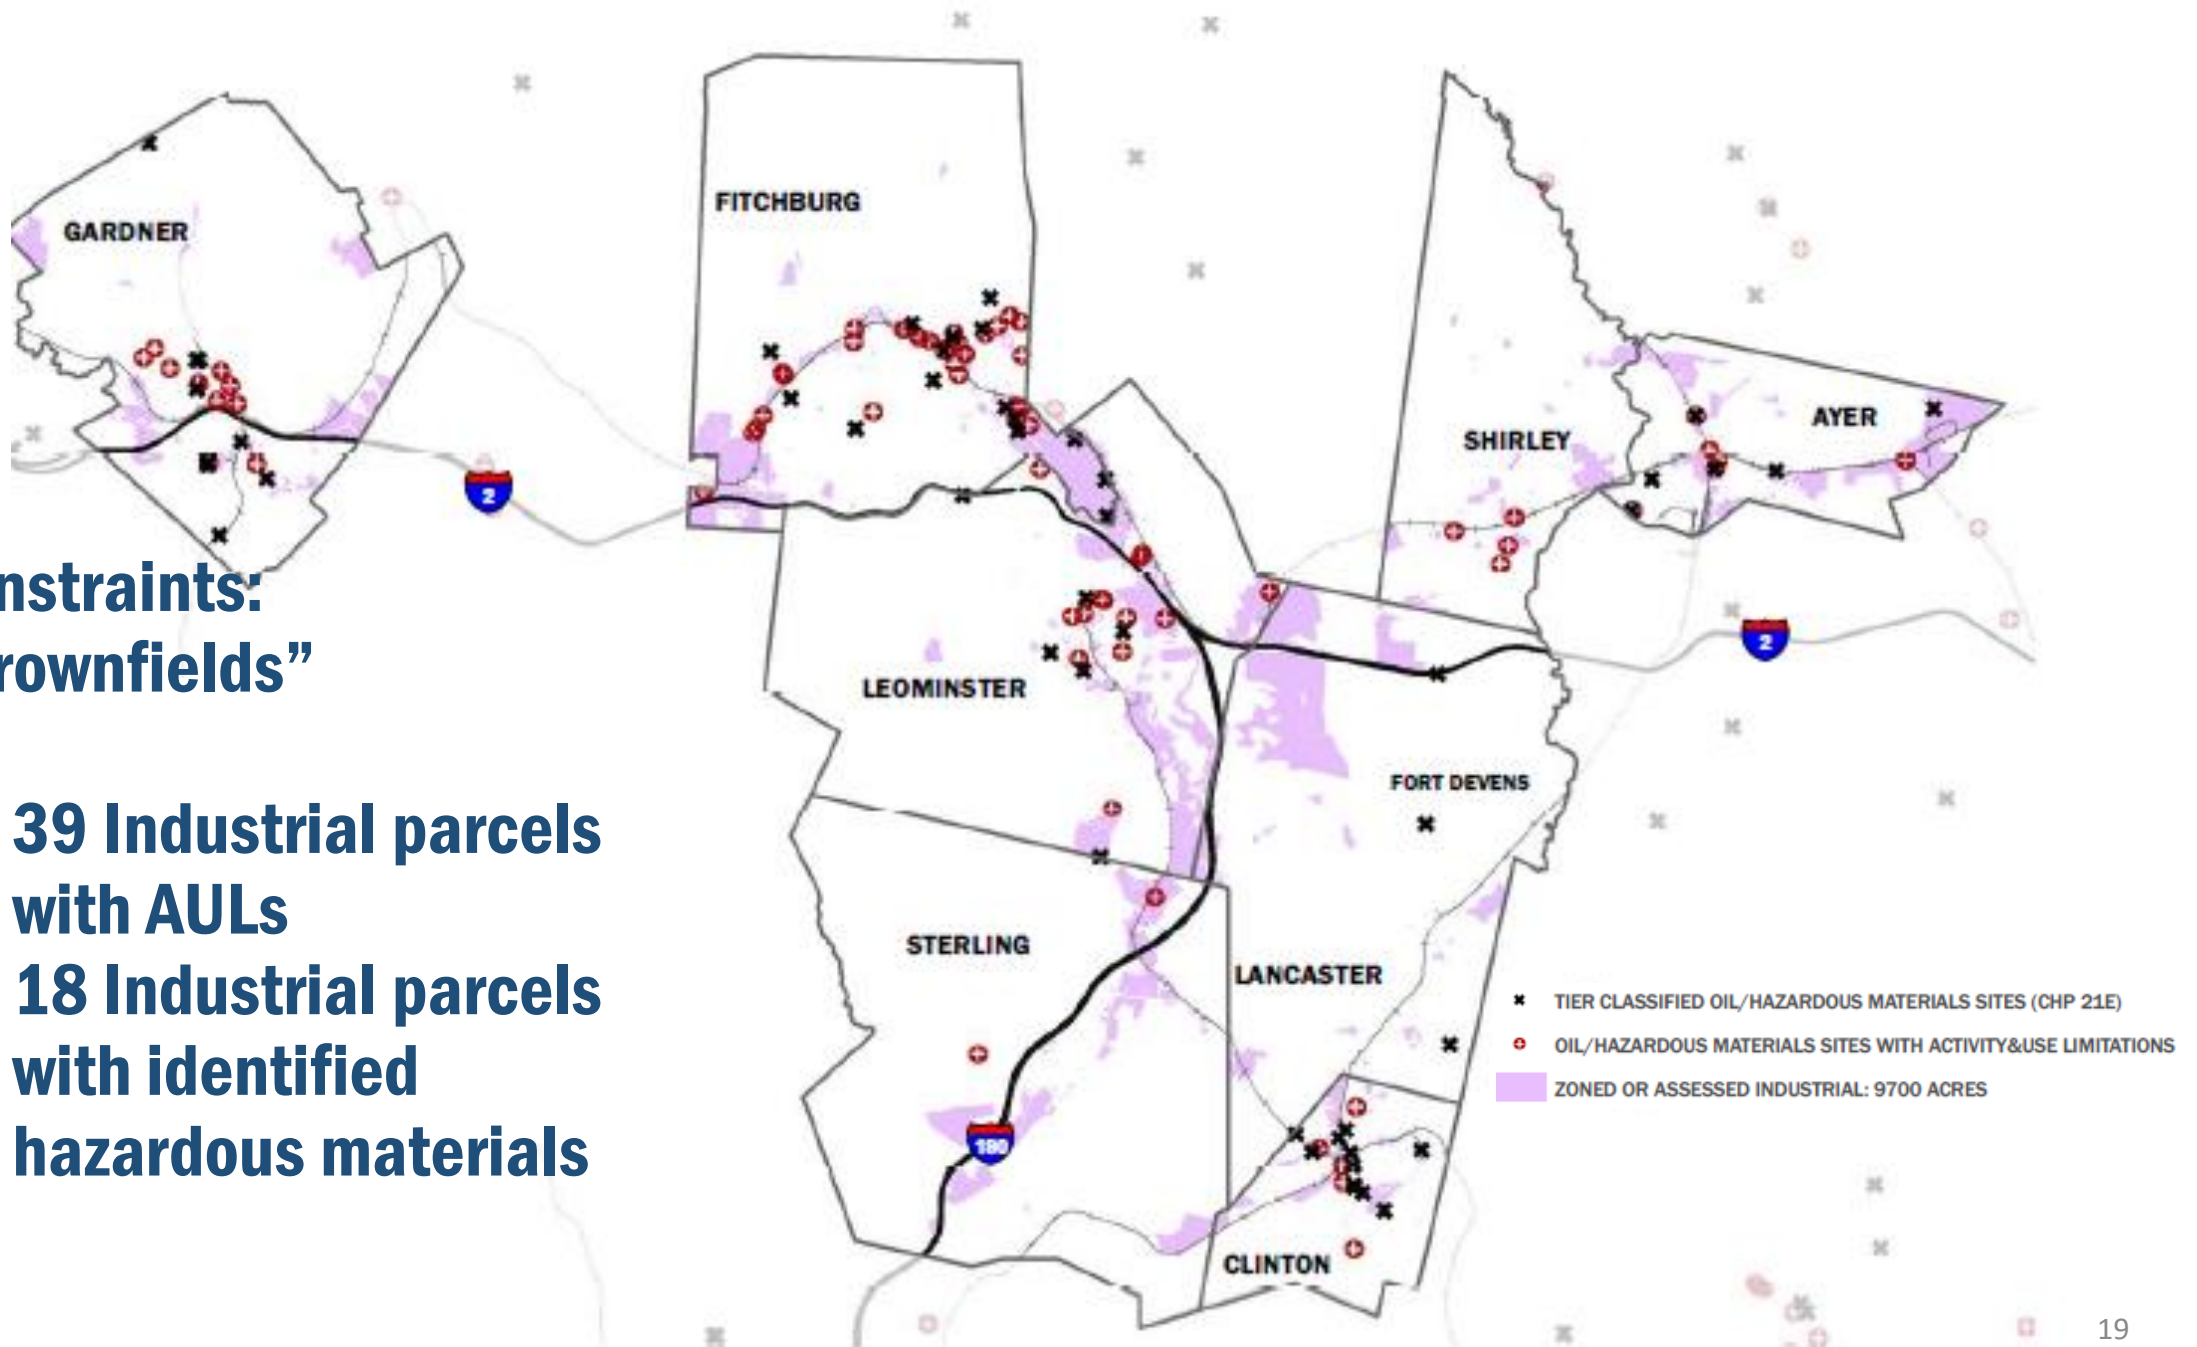 GARDNER
FITCHBURG
SHIRLEY
AYER
2
2
nstraints:
rownfields”
LEOMINSTER
FORT DEVENS
39 Industrial parcels
with AULs
18 Industrial parcels
with identified
hazardous materials
STERLING
LANCASTER
TIER CLASSIFIED OIL/HAZARDOUS MATERIALS SITES (CHP 21E)
OIL/HAZARDOUS MATERIALS SITES WITH ACTIVITY&USE LIMITATIONS
ZONED OR ASSESSED INDUSTRIAL: 9700 ACRES
190
CLINTON
19